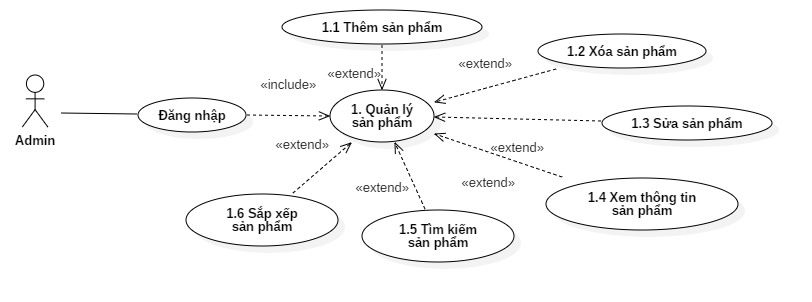 1.1 Thêm sản phẩm
1.2 Xóa sản phẩm
«extend»
«extend»
«include»
Đăng nhập
1. Quản lý
sản phẩm
1.3 Sửa sản phẩm
Admin
«extend»
«extend»
«extend»
«extend»
1.4 Xem thông tin
sản phẩm
1.6 Sắp xếp
sản phẩm
1.5 Tìm kiếm
sản phẩm